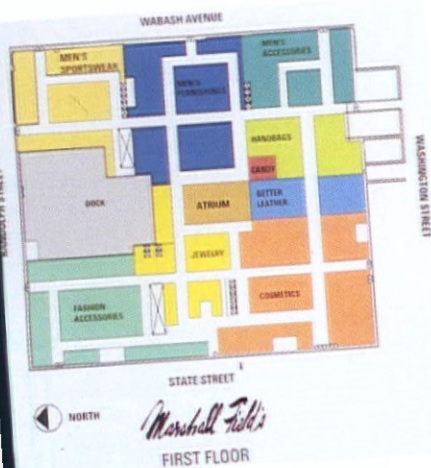 WABASH AVENUE
MEN'S
SPORTSWEAR
MEN'S
FURNISHINGS
MEN'S
ACCESSORIES
HANDBAGS
CANDY
BETTER
LEATHER
DOCK
ATRIUM
JEWELRY
FASHION
ACCESSORIES
COSMETICS
RANDOLPH STREET
WASHINGTON STREET
STATE STREET
NORTH
Marshall Field's
FIRST FLOOR